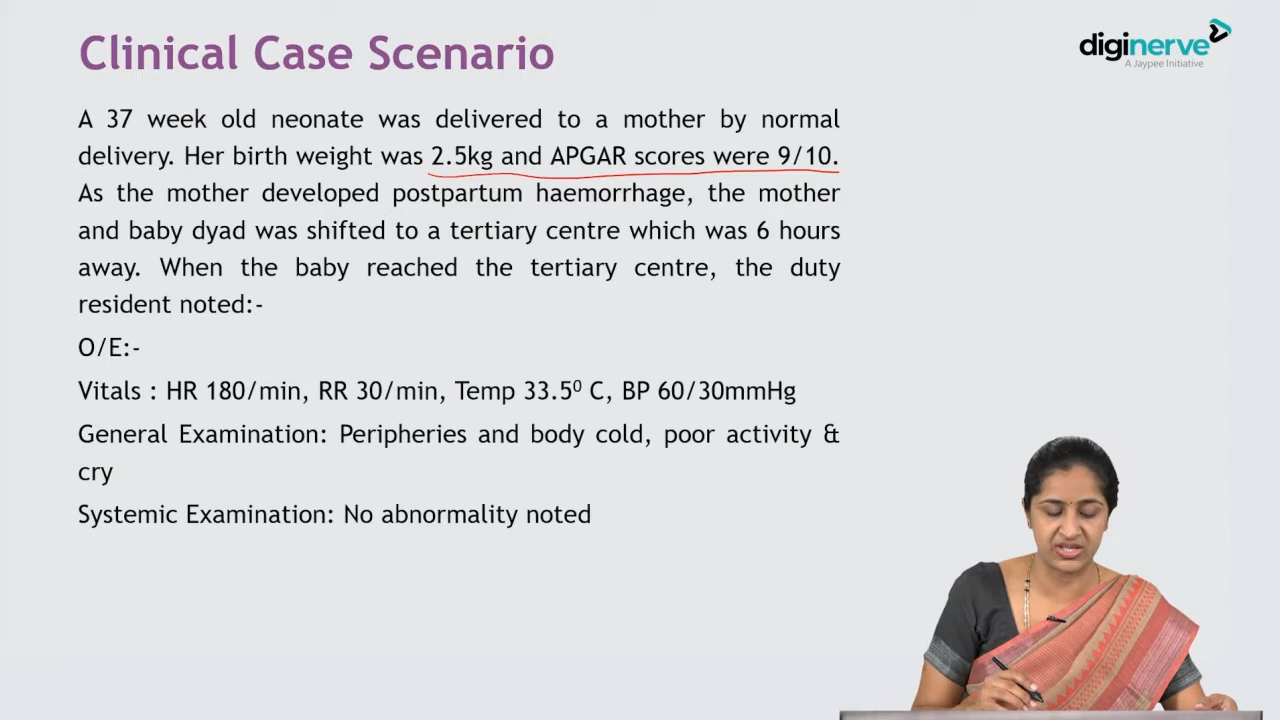 Clinical Case Scenario
diginerve
A Jaypee Initiative
A 37 week old neonate was delivered to a mother by normal
delivery. Her birth weight was 2.5kg and APGAR scores were 9/10.
As the mother developed postpartum haemorrhage, the mother
and baby dyad was shifted to a tertiary centre which was 6 hours
away. When the baby reached the tertiary centre, the duty
resident noted:-
O/E:-
Vitals : HR 180/min, RR 30/min, Temp 33.5⁰ C, BP 60/30mmHg
General Examination: Peripheries and body cold, poor activity &
cry
Systemic Examination: No abnormality noted